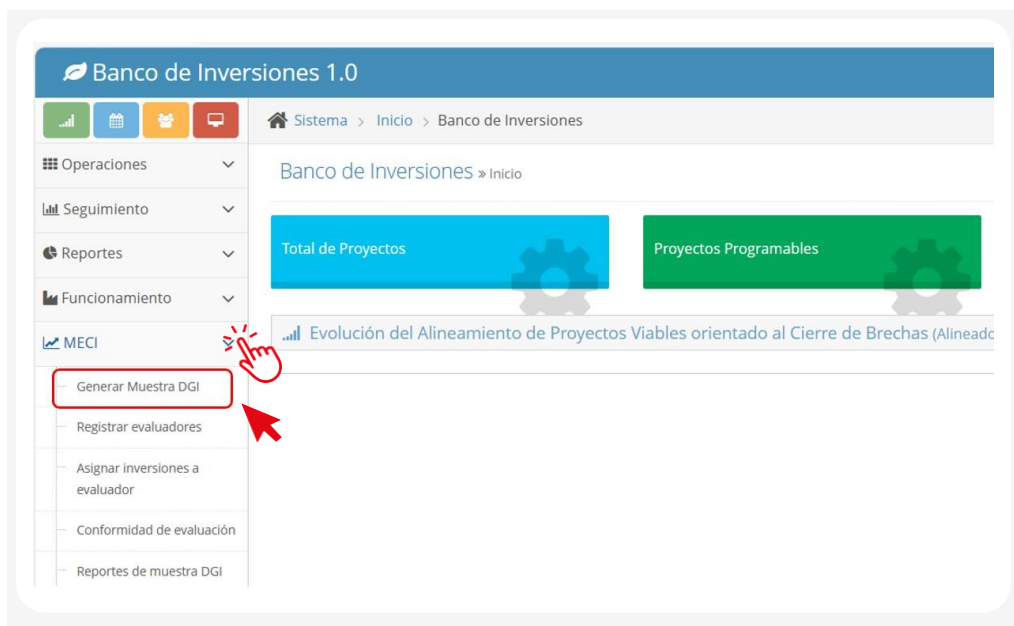 Banco de Inversiones 1.0
Sistema > Inicio > Banco de Inversiones
Operaciones
Seguimiento
Reportes
Funcionamiento
MECI
Generar Muestra DGI
Registrar evaluadores
Asignar inversiones a
evaluador
Conformidad de evaluación
Reportes de muestra DGI
Banco de Inversiones » Inicio
Total de Proyectos
Proyectos Programables
Evolución del Alineamiento de Proyectos Viables orientado al Cierre de Brechas (Alineado